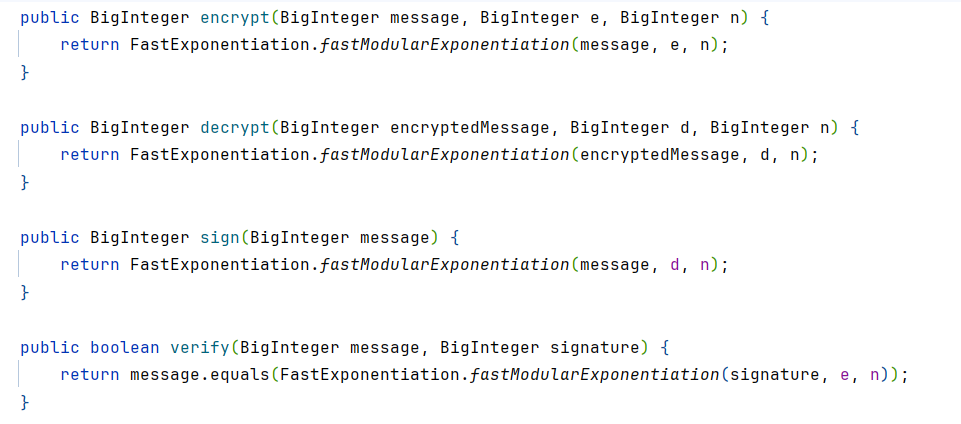 public BigInteger encrypt(BigInteger message, BigInteger e, BigInteger n) {
    return FastExponentiation.fastModularExponentiation(message, e, n);
}

public BigInteger decrypt(BigInteger encryptedMessage, BigInteger d, BigInteger n) {
    return FastExponentiation.fastModularExponentiation(encryptedMessage, d, n);
}

public BigInteger sign(BigInteger message) {
    return FastExponentiation.fastModularExponentiation(message, d, n);
}

public boolean verify(BigInteger message, BigInteger signature) {
    return message.equals(FastExponentiation.fastModularExponentiation(signature, e, n));
}